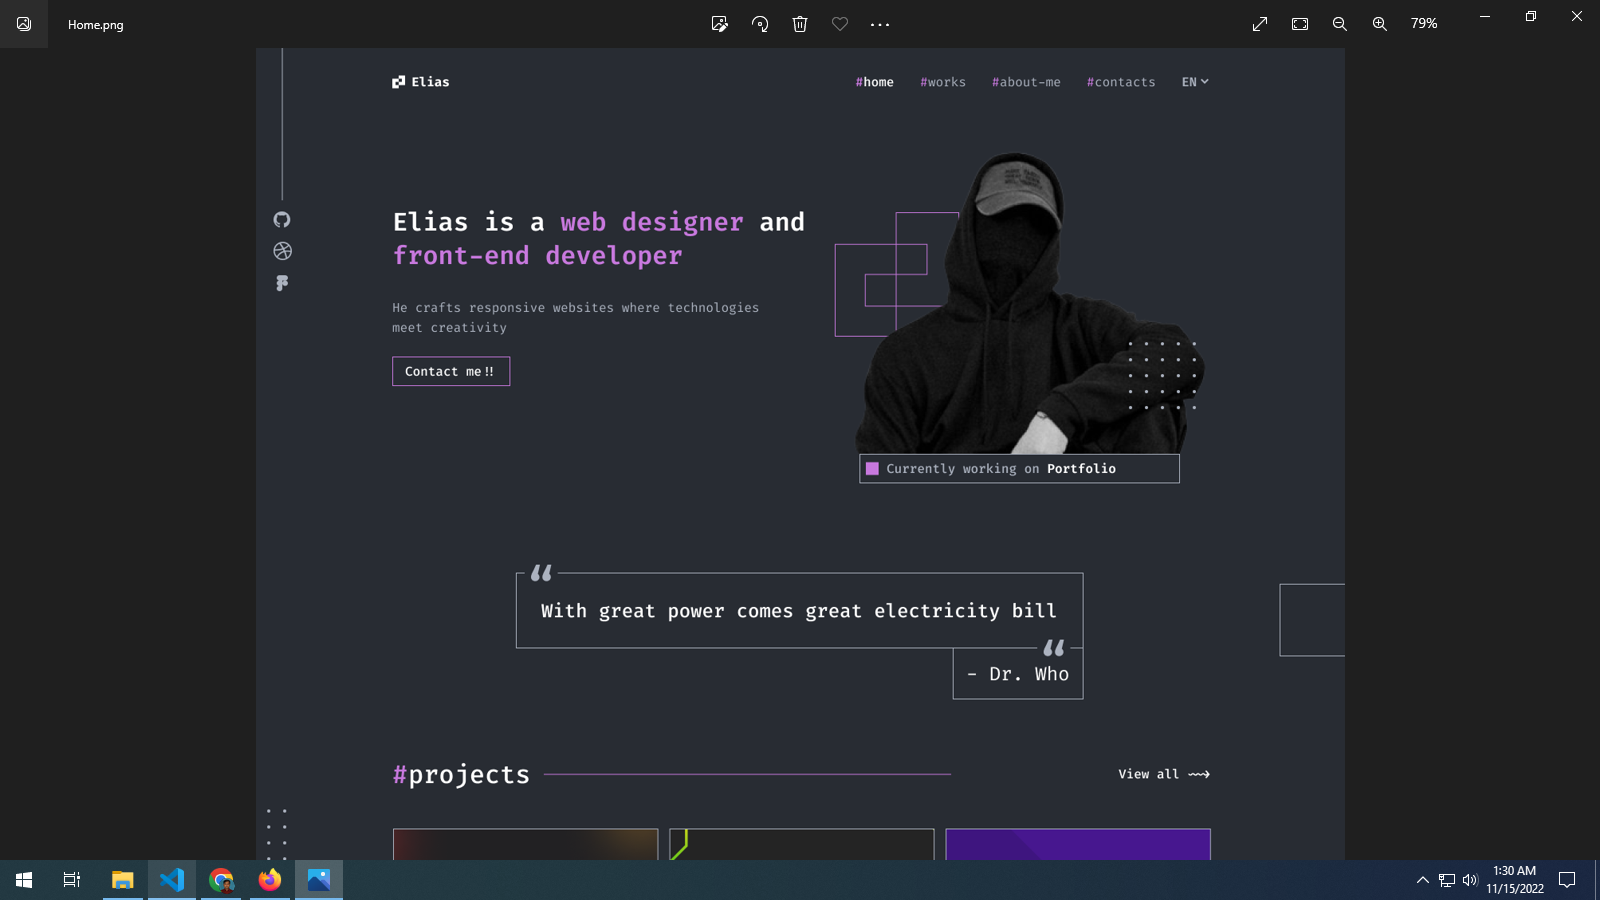 Home.png
79%
Elias
#home #works #about-me #contacts EN
Elias is a web designer and
front-end developer
He crafts responsive websites where technologies
meet creativity
Contact me!!
Currently working on Portfolio
“
With great power comes great electricity bill
“
- Dr. Who
#projects
View all
1:30 AM
11/15/2022